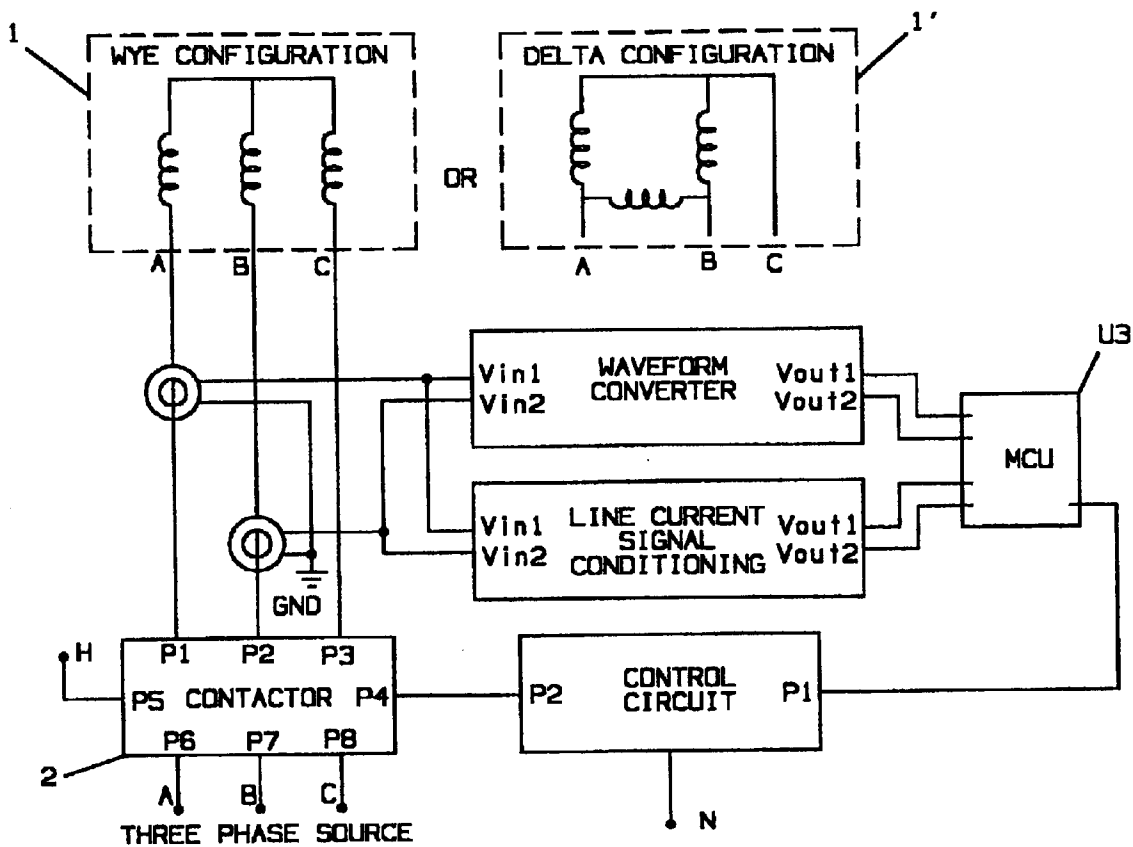 1
WYE CONFIGURATION
DELTA CONFIGURATION
1'
OR
A B C
A B C
U3
Vin1
Vin2
WAVEFORM
CONVERTER
Vout1
Vout2
MCU
Vin1
Vin2
LINE CURRENT
SIGNAL
CONDITIONING
Vout1
Vout2
GND
H
P1 P2 P3
P5 CONTACTOR P4
P6 P7 P8
P2
CONTROL
CIRCUIT
P1
2
A B C
N
THREE PHASE SOURCE